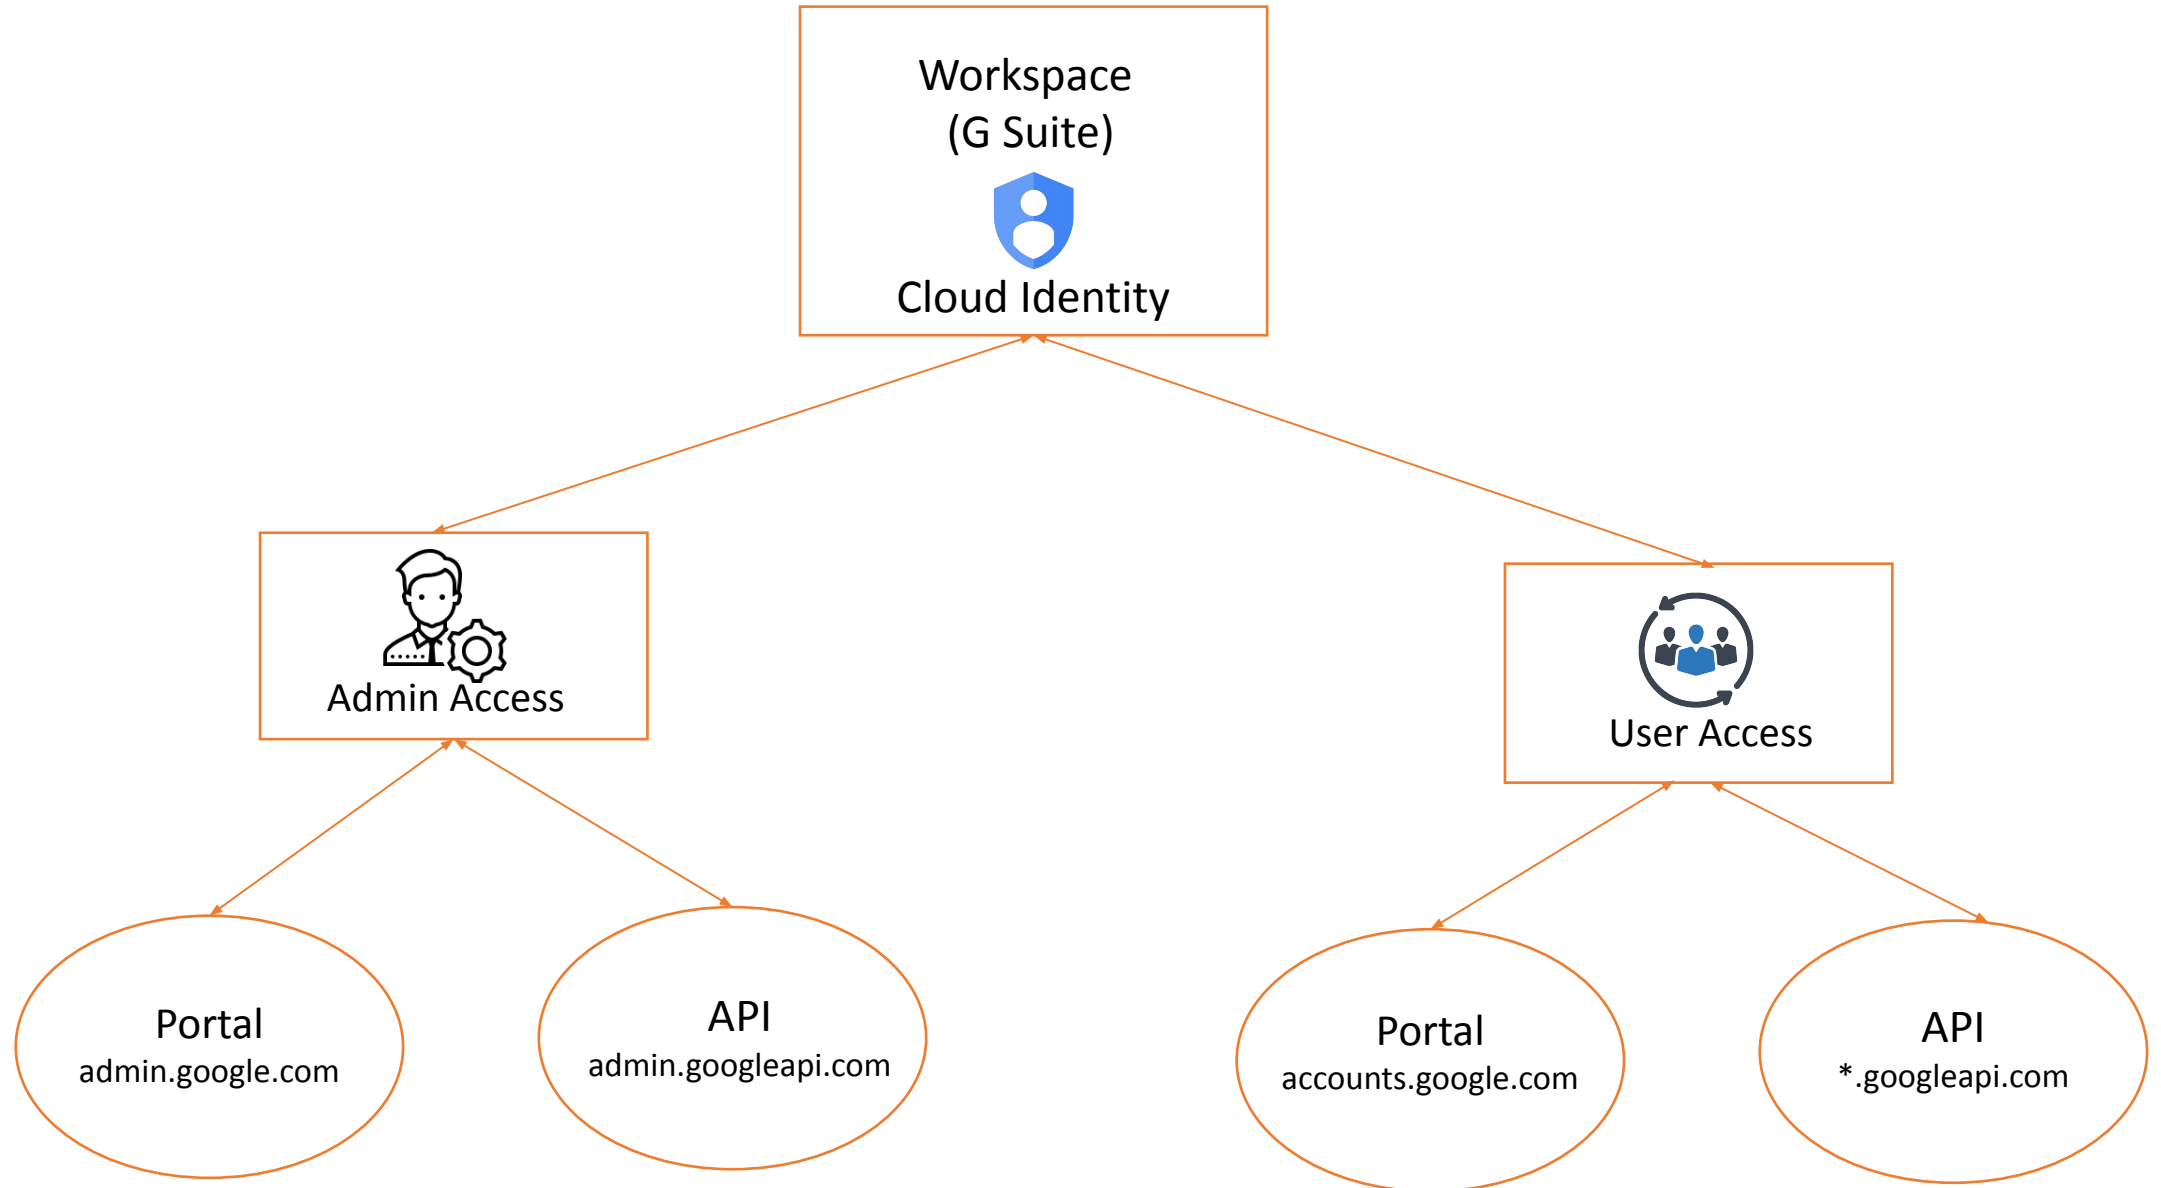 Workspace
(G Suite)
Cloud Identity
Admin Access
User Access
Portal
admin.google.com
API
admin.googleapi.com
Portal
accounts.google.com
API
*.googleapi.com